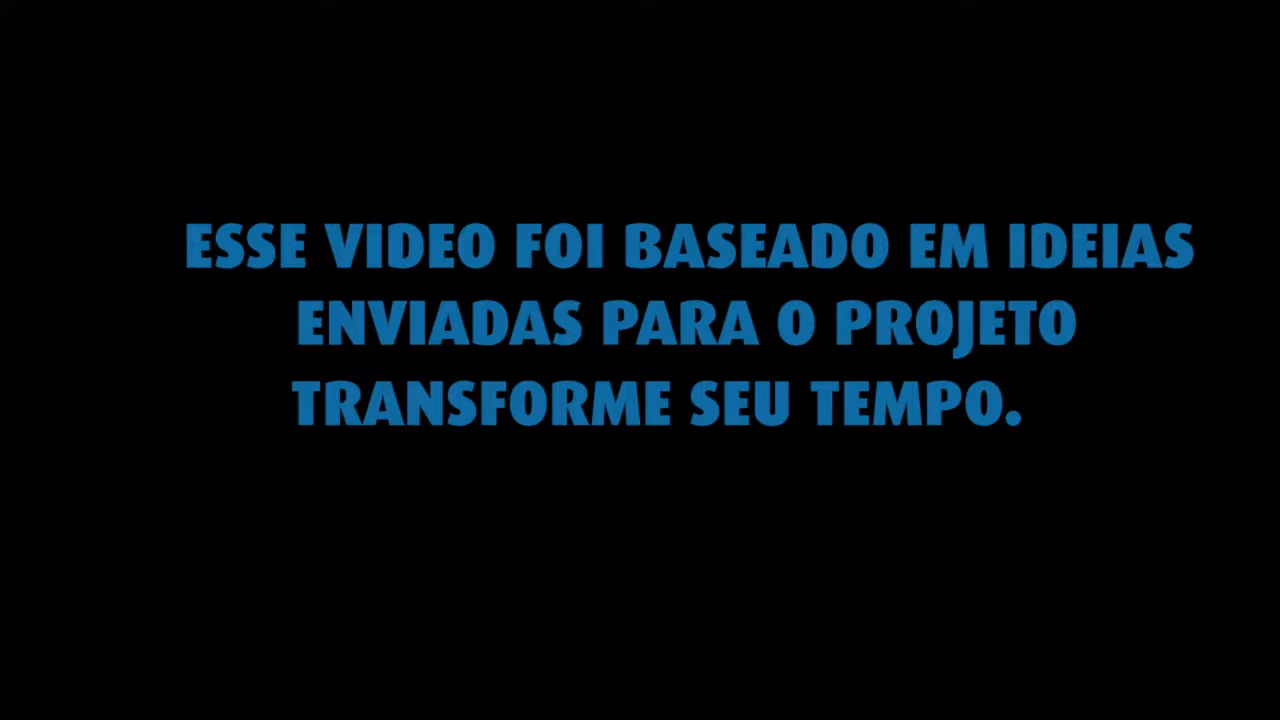 ESSE VIDEO FOI BASEADO EM IDEIAS
ENVIADAS PARA O PROJETO
TRANSFORME SEU TEMPO.